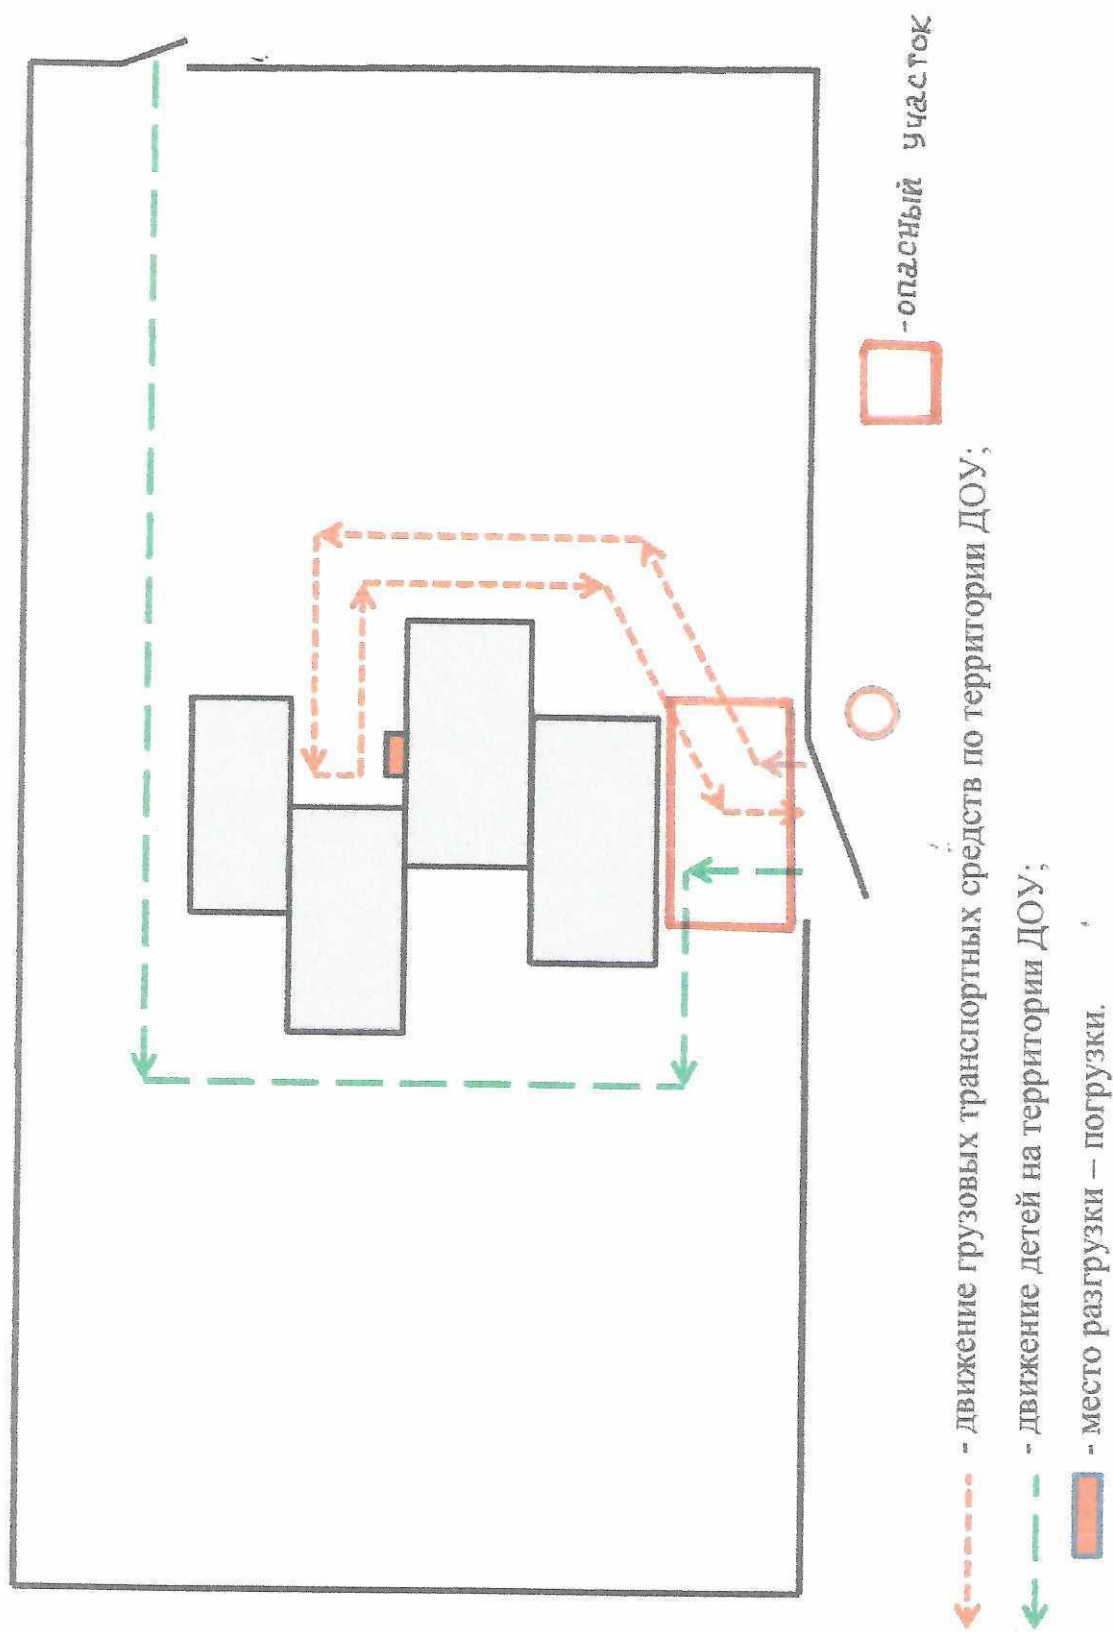 -опасный участок
- движение грузовых транспортных средств по территории ДОУ;
- движение детей на территории ДОУ;
- место разгрузки – погрузки.